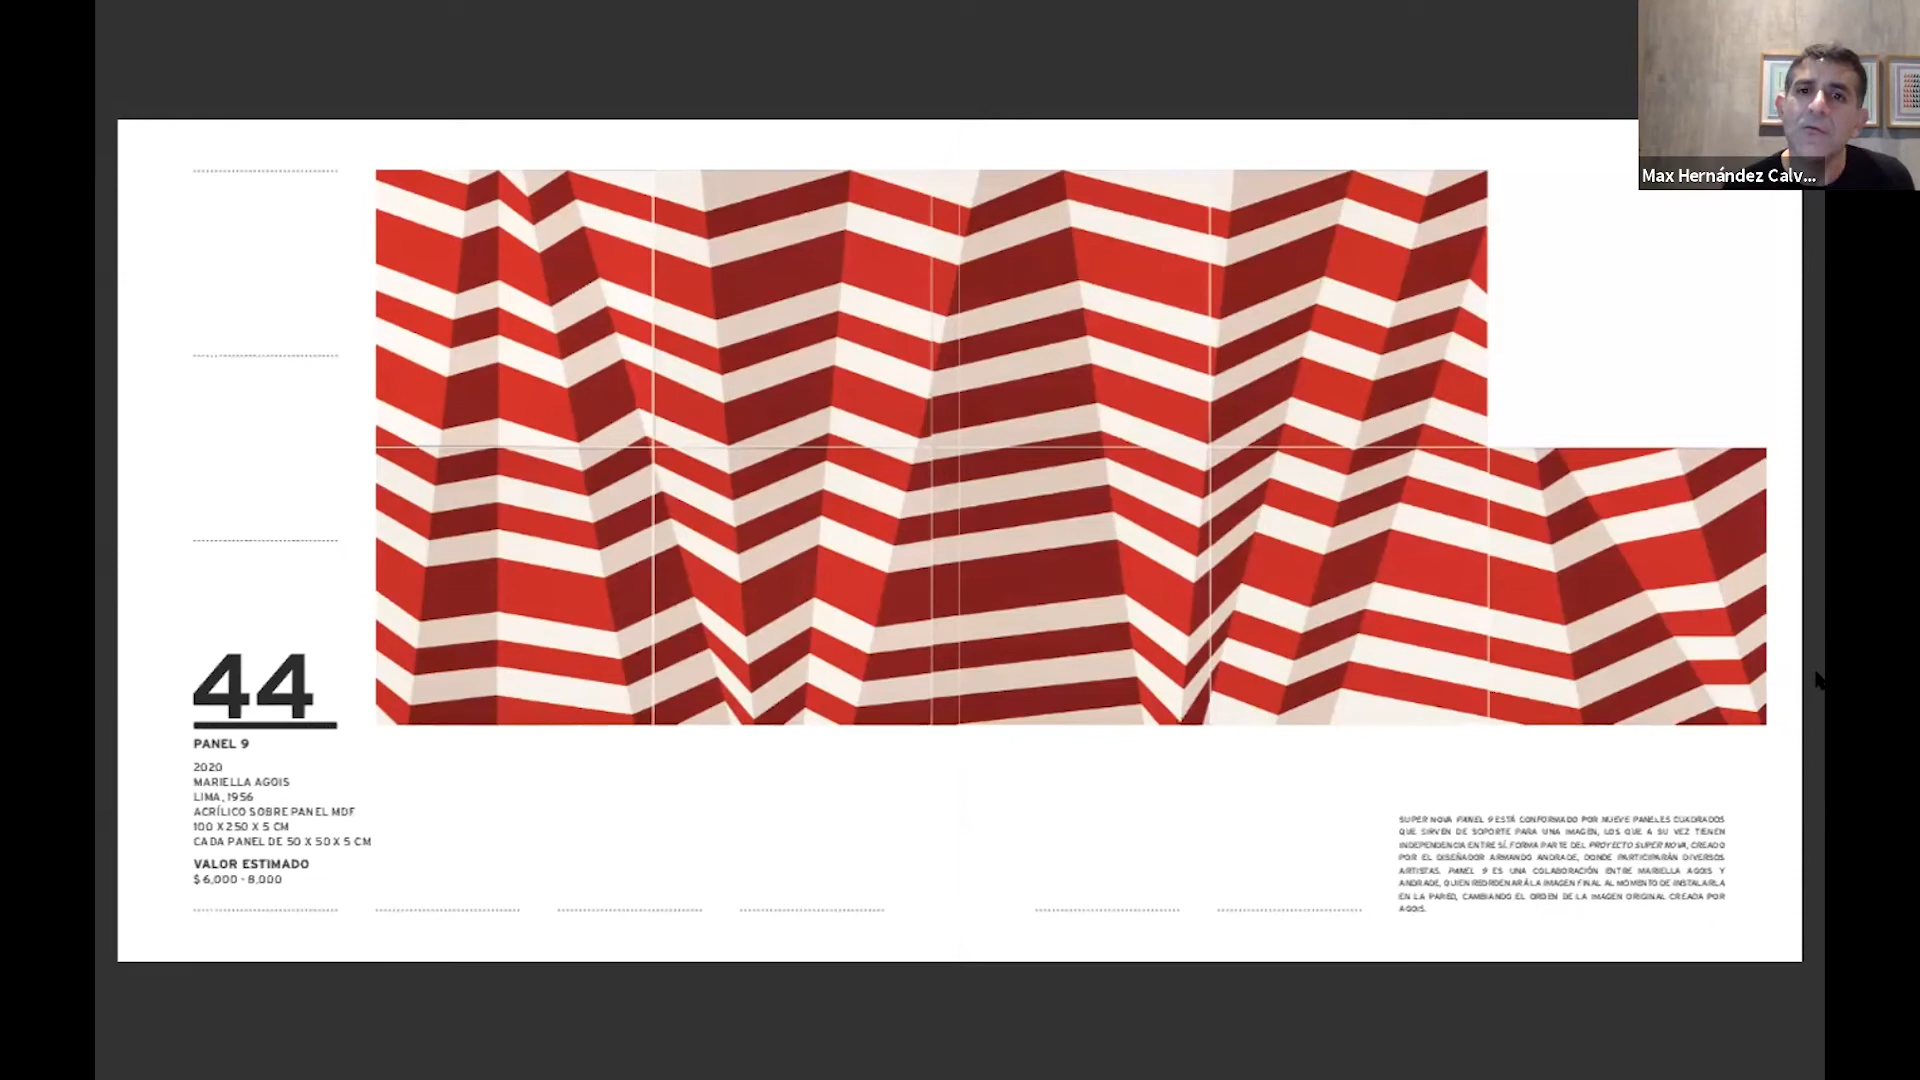 Max Hernández Calv...
44
PANEL 9
2020
MARIELLA AGOIS
LIMA, 1956
ACRÍLICO SOBRE PANEL MDF
100 X 250 X 5 CM
CADA PANEL DE 50 X 50 X 5 CM
VALOR ESTIMADO
$ 6,000 - 8,000
SUPER NOVA PANEL 9 ESTÁ CONFORMADO POR NUEVE PANELES CUADRADOS
QUE SIRVEN DE SOPORTE PARA UNA IMAGEN, LOS QUE A SU VEZ TIENEN
INDEPENDENCIA ENTRE SÍ. FORMA PARTE DEL PROYECTO SUPER NOVA, CREADO
POR EL DISEÑADOR ARMANDO ANDRADE, DONDE PARTICIPARÁN DIVERSOS
ARTISTAS. PANEL 9 ES UNA COLABORACIÓN ENTRE MARIELLA AGOIS Y
ANDRADE, QUIEN REORDENARÁ LA IMAGEN FINAL AL MOMENTO DE INSTALARLA
EN LA PARED, CAMBIANDO EL ORDEN DE LA IMAGEN ORIGINAL CREADA POR
AGOIS.